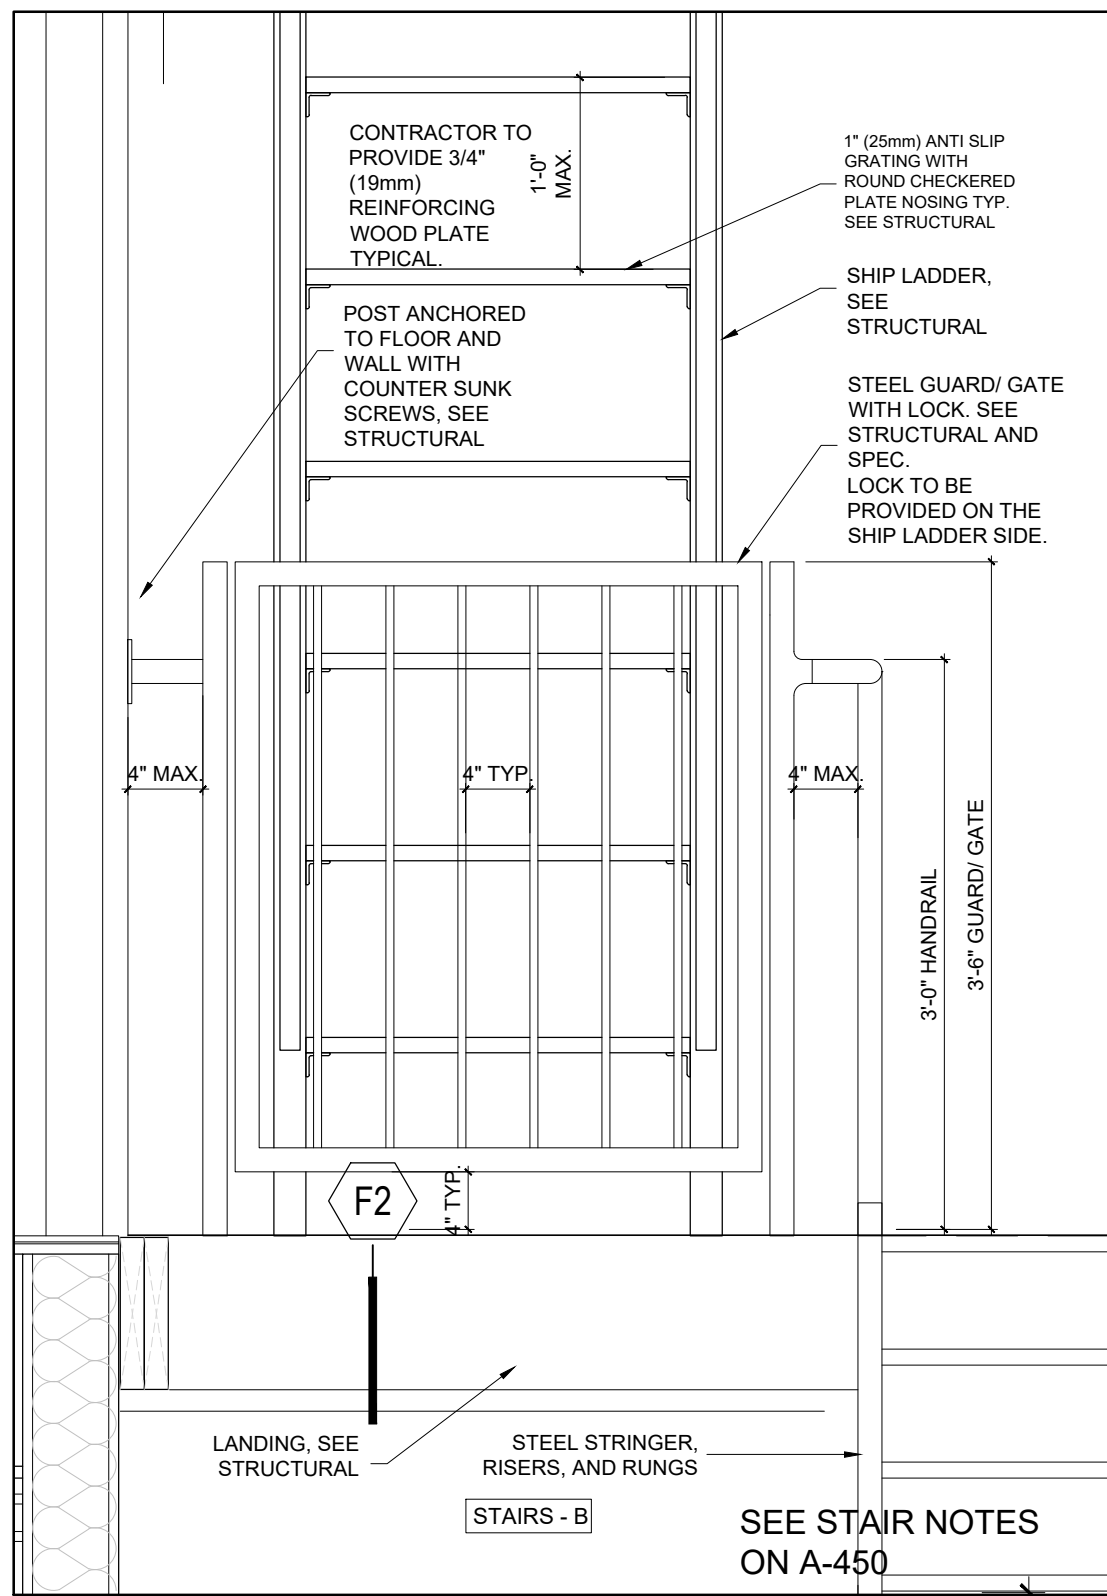 CONTRACTOR TO
PROVIDE 3/4"
(19mm)
REINFORCING
WOOD PLATE
TYPICAL.
1'-0"
MAX.
1" (25mm) ANTI SLIP
GRATING WITH
ROUND CHECKERED
PLATE NOSING TYP.
SEE STRUCTURAL
SHIP LADDER,
SEE
STRUCTURAL
POST ANCHORED
TO FLOOR AND
WALL WITH
COUNTER SUNK
SCREWS, SEE
STRUCTURAL
STEEL GUARD/ GATE
WITH LOCK. SEE
STRUCTURAL AND
SPEC.
LOCK TO BE
PROVIDED ON THE
SHIP LADDER SIDE.
4" MAX.
4" TYP.
4" MAX.
3'-0" HANDRAIL
3'-6" GUARD/ GATE
F2
4" TYP.
LANDING, SEE
STRUCTURAL
STEEL STRINGER,
RISERS, AND RUNGS
STAIRS - B
SEE STAIR NOTES
ON A-450